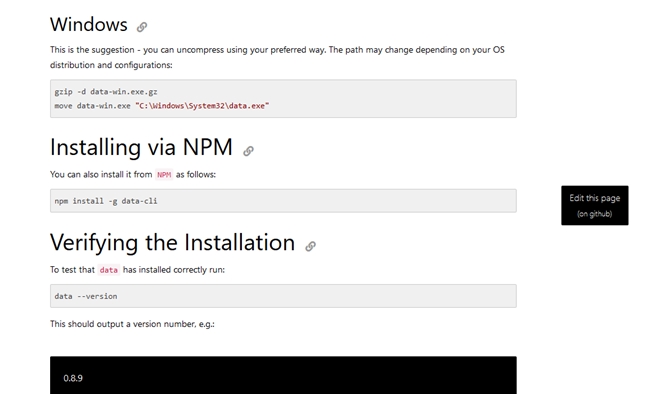 Windows
This is the suggestion - you can uncompress using your preferred way. The path may change depending on your OS
distribution and configurations:
gzip -d data-win.exe.gz
move data-win.exe "C:\Windows\System32\data.exe"
Installing via NPM
You can also install it from NPM as follows:
npm install -g data-cli
Edit this page
(on github)
Verifying the Installation
To test that data has installed correctly run:
data --version
This should output a version number, e.g.:
0.8.9